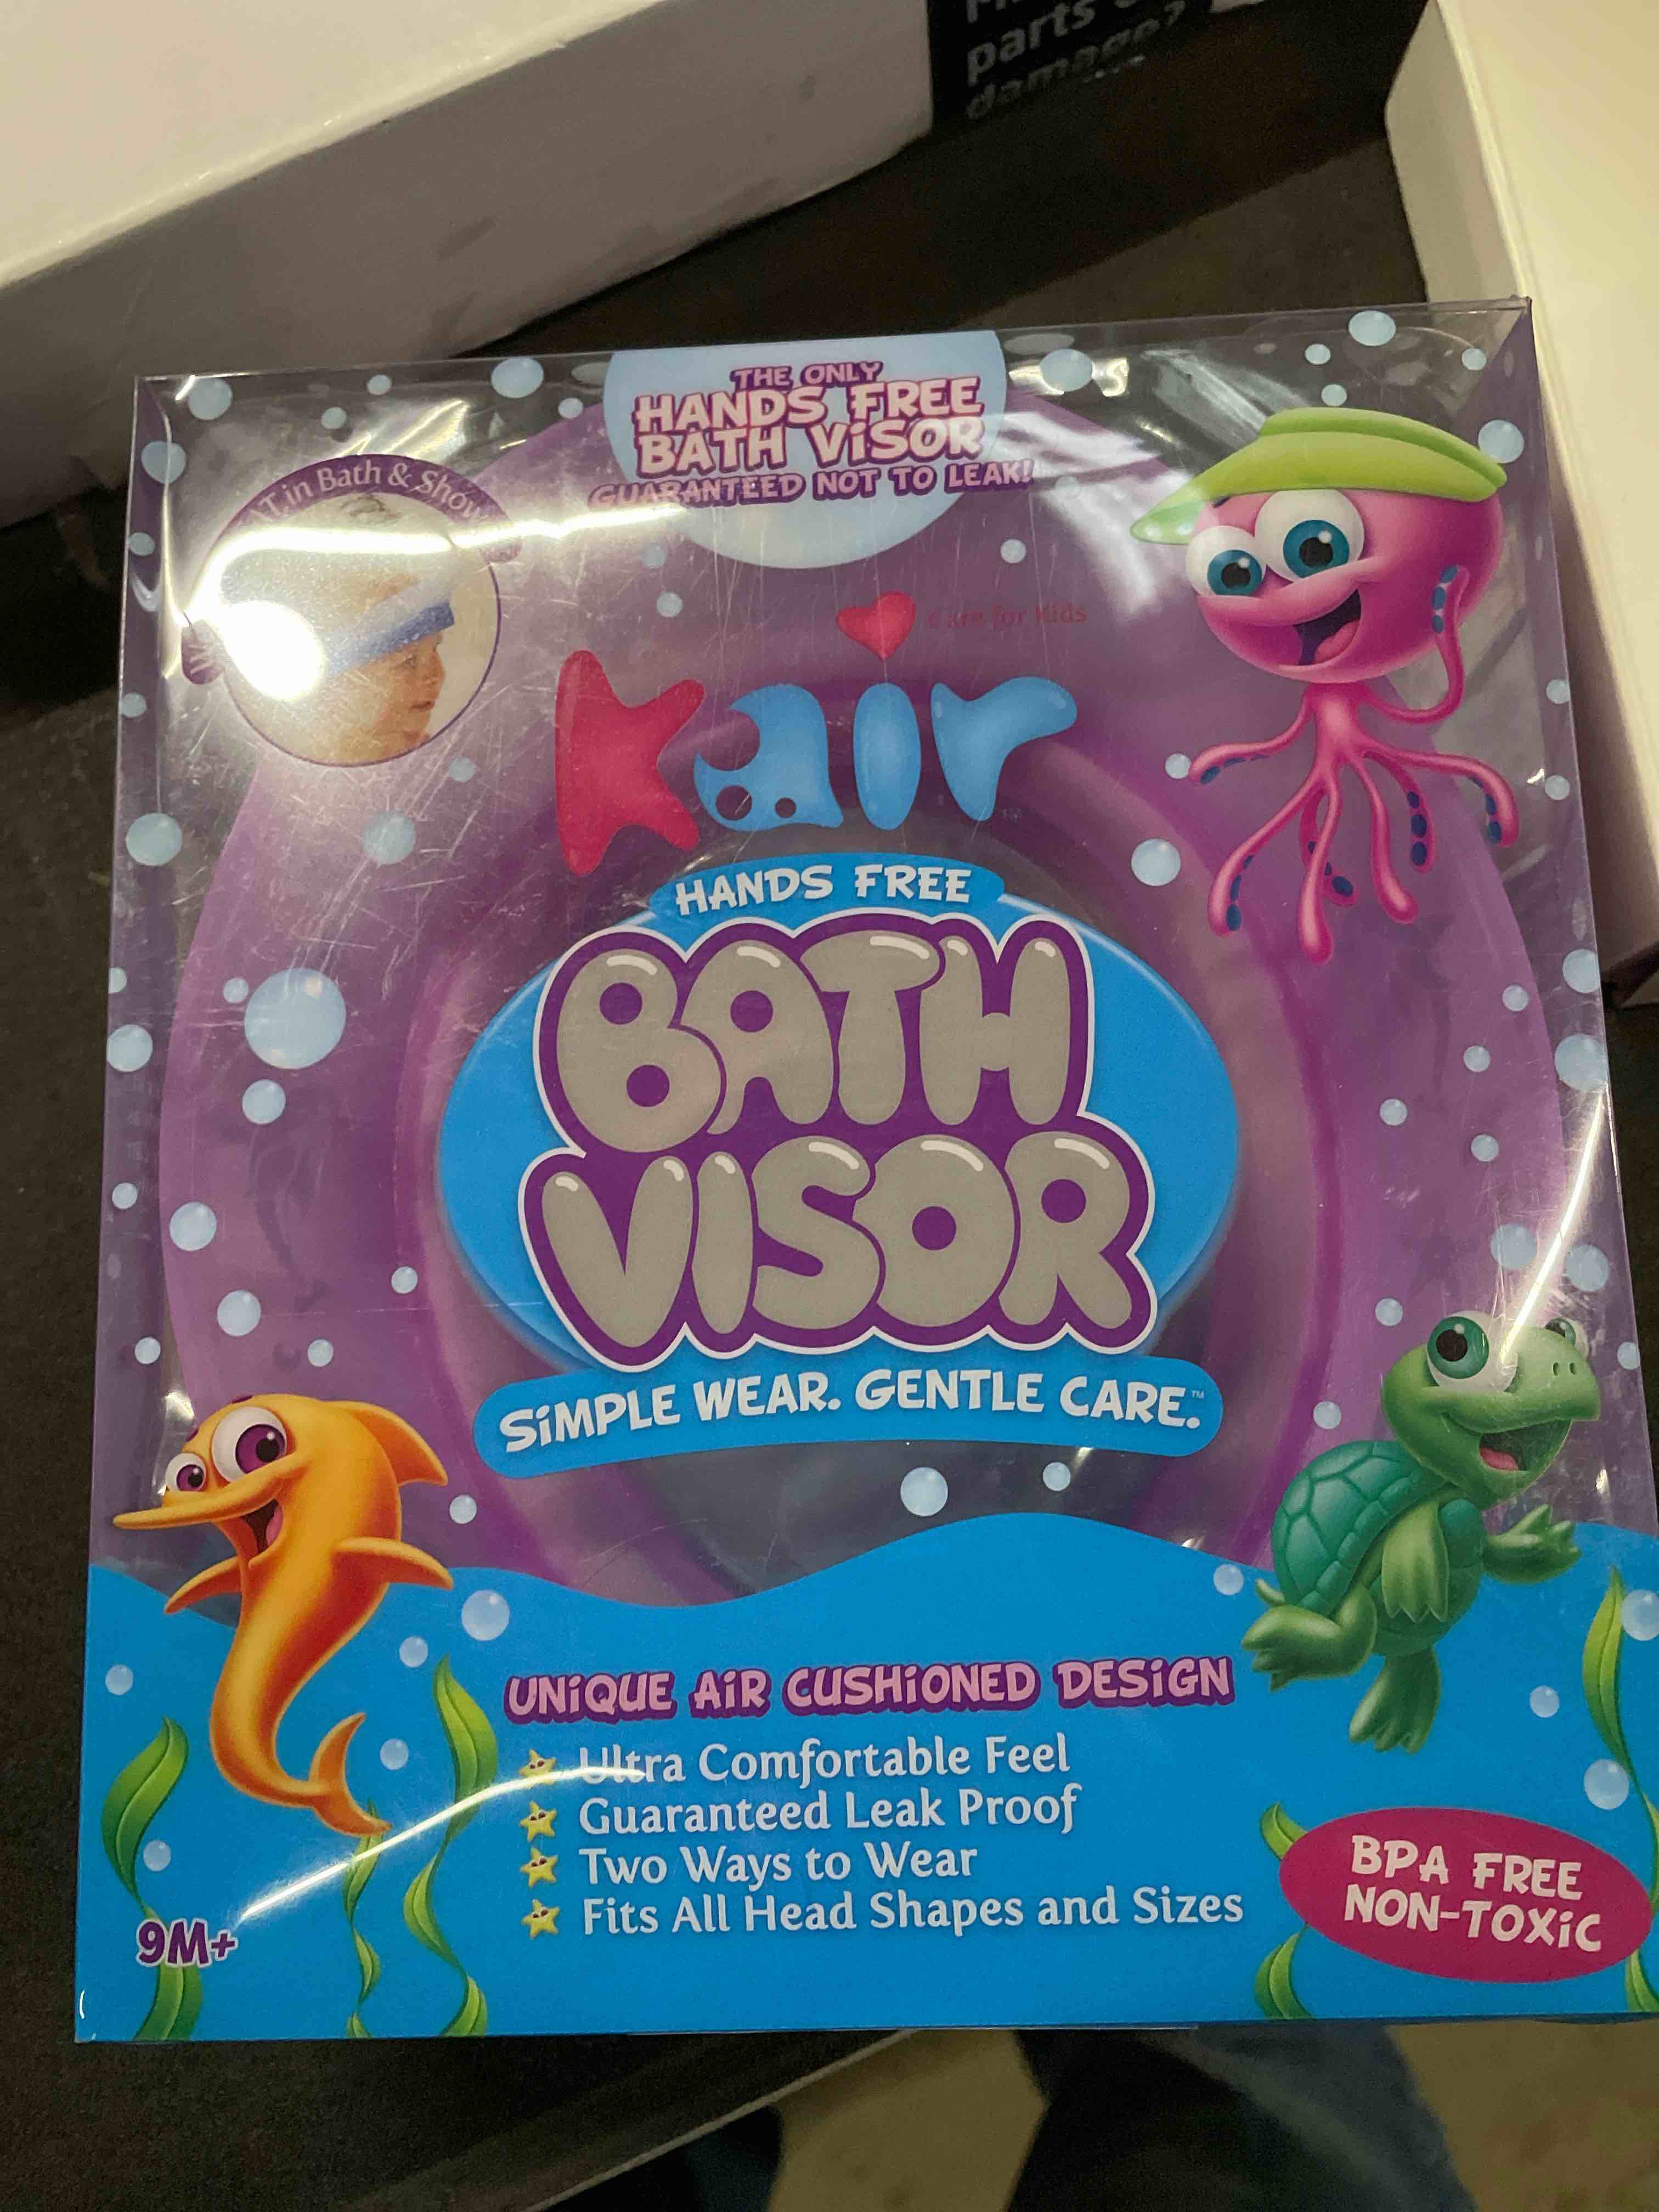 parts
damage?
THE ONLY
HANDS FREE
BATH VISOR
GUARANTEED NOT TO LEAK!
in Bath &
Care for Kids
kair
HANDS FREE
BATH
VISOR
SIMPLE WEAR. GENTLE CARE.™
UNIQUE AIR CUSHIONED DESIGN
Ultra Comfortable Feel
Guaranteed Leak Proof
Two Ways to Wear
Fits All Head Shapes and Sizes
BPA FREE
NON-TOXIC
9M+